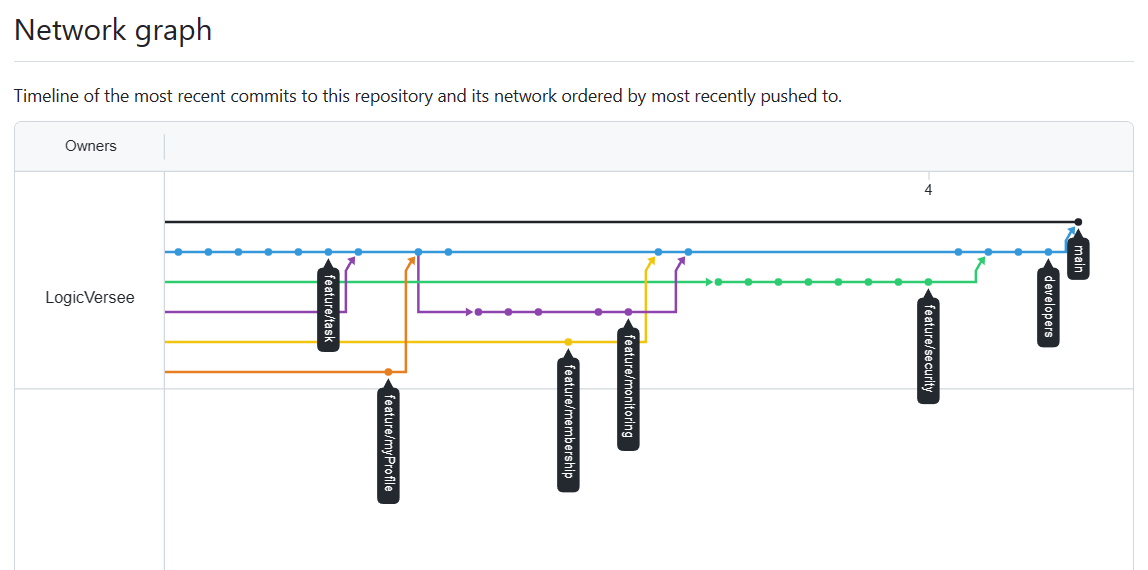 Network graph
Timeline of the most recent commits to this repository and its network ordered by most recently pushed to.
Owners
4
LogicVersee
main
feature/task
developers
feature/security
feature/monitoring
feature/membership
feature/myProfile